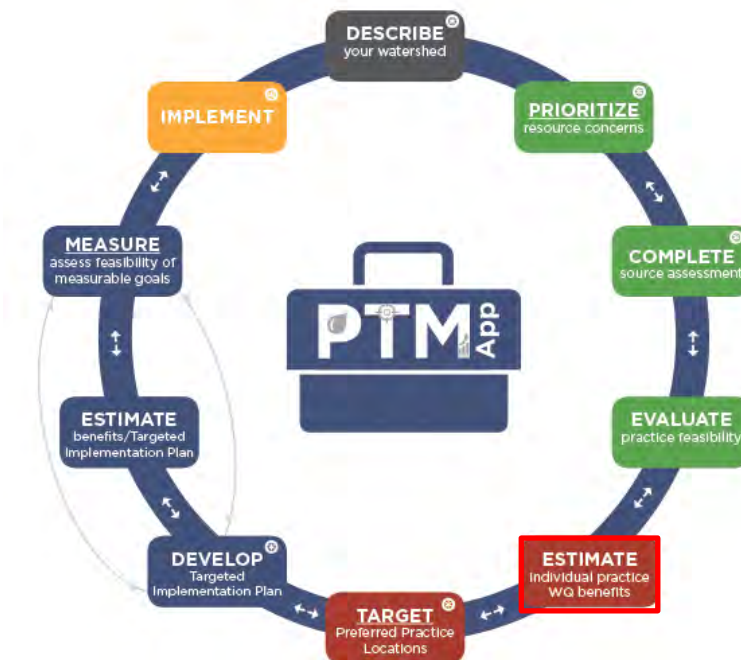 DESCRIBE
your watershed
PRIORITIZE
resource concerns
COMPLETE
source assessment
EVALUATE
practice feasibility
ESTIMATE
individual practice
WQ benefits
TARGET
Preferred Practice
Locations
DEVELOP
Targeted
Implementation Plan
ESTIMATE
benefits/Targeted
Implementation Plan
MEASURE
assess feasibility of
measurable goals
IMPLEMENT
PTM App